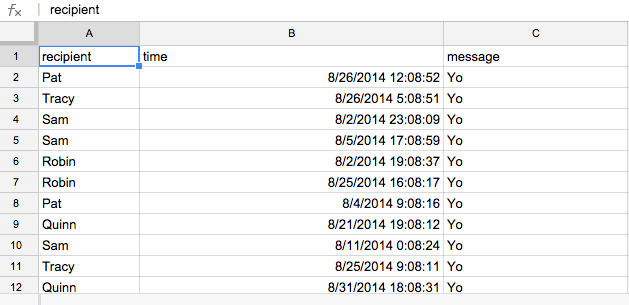 fx recipient
A B C
1 recipient time message
2 Pat 8/26/2014 12:08:52 Yo
3 Tracy 8/26/2014 5:08:51 Yo
4 Sam 8/2/2014 23:08:09 Yo
5 Sam 8/5/2014 17:08:59 Yo
6 Robin 8/2/2014 19:08:37 Yo
7 Robin 8/25/2014 16:08:17 Yo
8 Pat 8/4/2014 9:08:16 Yo
9 Quinn 8/21/2014 19:08:12 Yo
10 Sam 8/11/2014 0:08:24 Yo
11 Tracy 8/25/2014 9:08:11 Yo
12 Quinn 8/31/2014 18:08:31 Yo